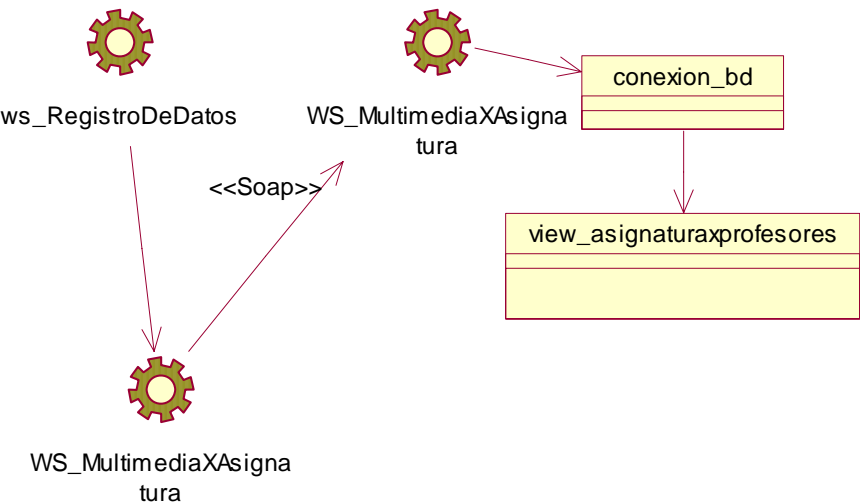 ws_RegistroDeDatos
WS_MultimediaXAsigna
tura
conexion_bd
<<Soap>>
view_asignaturaxprofesores
WS_MultimediaXAsigna
tura